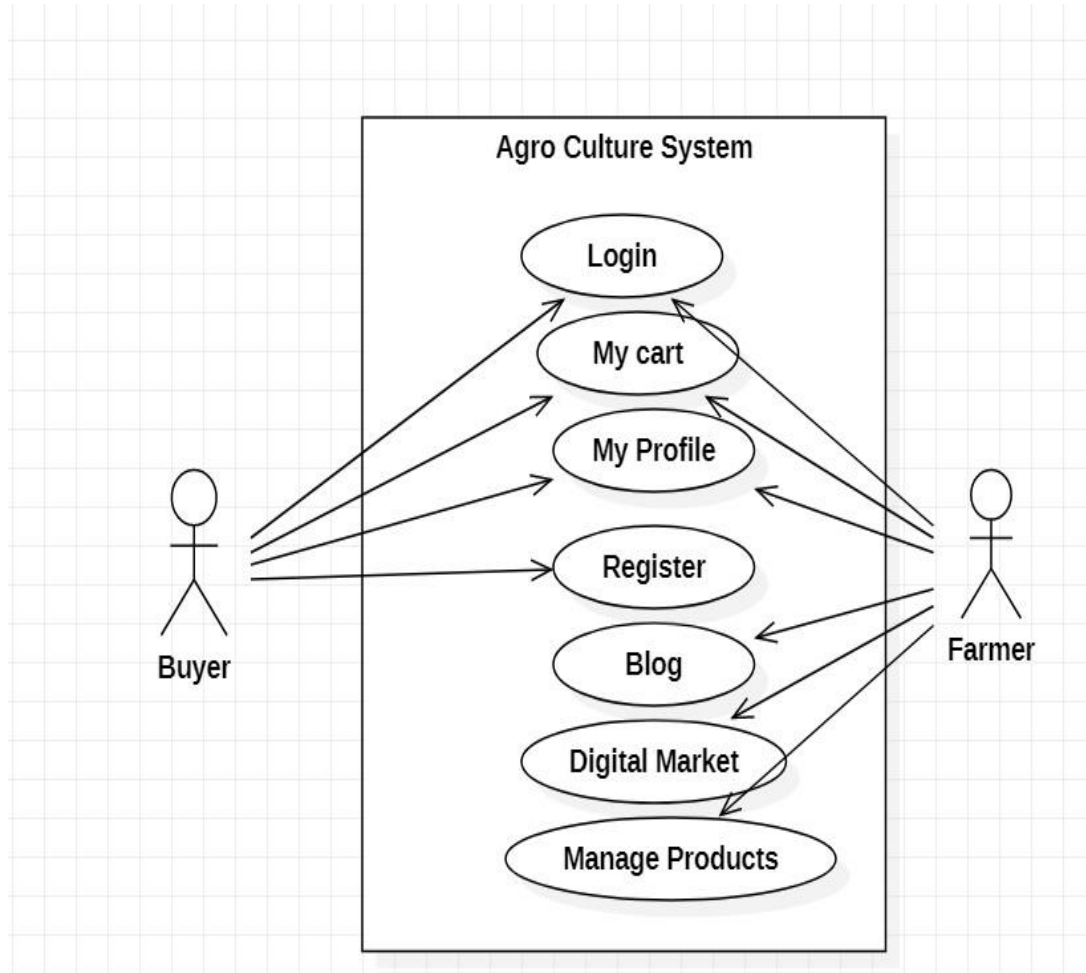 Agro Culture System
Login
My cart
My Profile
Register
Blog
Digital Market
Manage Products
Buyer
Farmer